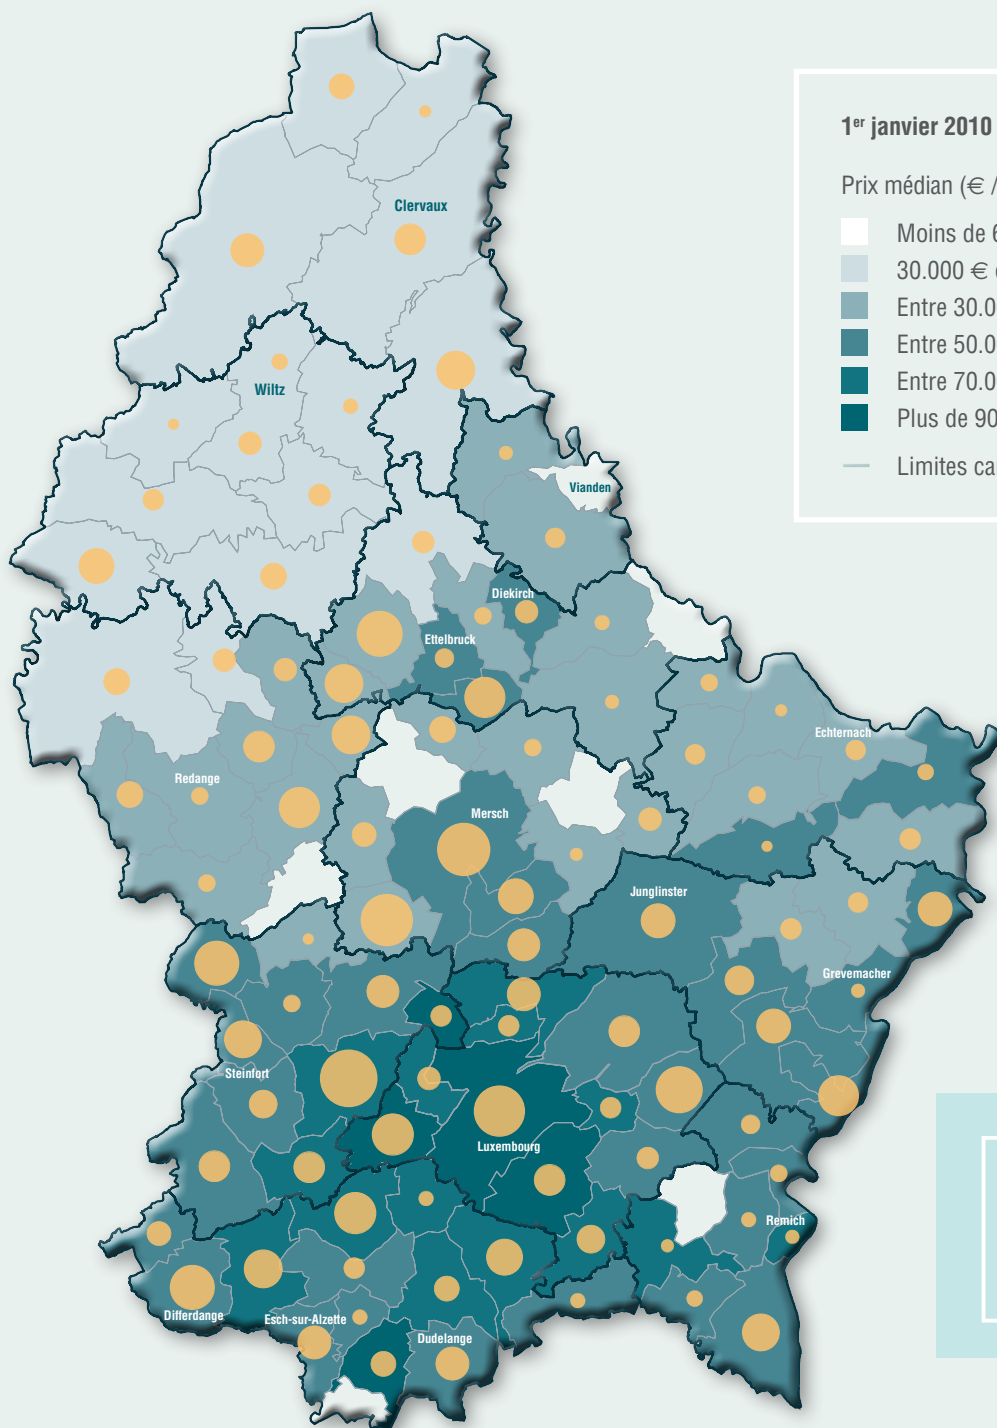 1er janvier 2010
Prix médian (€ /
Moins de 6
30.000 €
Entre 30.0
Entre 50.0
Entre 70.0
Plus de 90
Limites ca
Clervaux
Wiltz
Vianden
Diekirch
Ettelbruck
Echternach
Redange
Mersch
Junglinster
Grevemacher
Steinfort
Luxembourg
Remich
Differdange
Esch-sur-Alzette
Dudelange